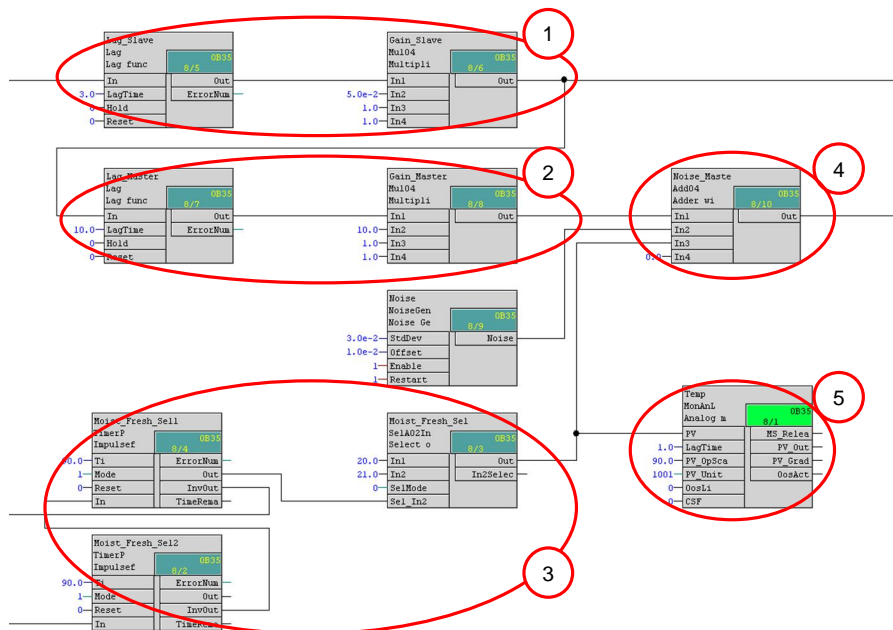 1
Lag_Slave
Lag
Lag func
OB35
8/5
In
Out
3.0
LagTime
ErrorNum
0
Hold
0
Reset
Gain_Slave
Mul04
Multipli
OB35
8/6
In1
Out
5.0e-2
In2
1.0
In3
1.0
In4
2
Lag_Master
Lag
Lag func
OB35
8/7
In
Out
10.0
LagTime
ErrorNum
0
Hold
0
Reset
Gain_Master
Mul04
Multipli
OB35
8/8
In1
Out
10.0
In2
1.0
In3
1.0
In4
4
Noise_Maste
Add04
Adder wi
OB35
8/10
In1
Out
In2
In3
0.0
In4
Noise
NoiseGen
Noise Ge
OB35
8/9
3.0e-2
StdDev
Noise
1.0e-2
Offset
1
Enable
1
Restart
3
Moist_Fresh_Sel1
TimerP
Impulsef
OB35
8/4
90.0
Ti
ErrorNum
1
Mode
Out
0
Reset
InvOut
In
TimeRema
Moist_Fresh_Sel
SelA02In
Select o
OB35
8/3
20.0
In1
Out
21.0
In2
In2Selec
0
SelMode
Sel_In2
Moist_Fresh_Sel2
TimerP
Impulsef
OB35
8/2
90.0
Ti
ErrorNum
1
Mode
Out
0
Reset
InvOut
In
TimeRema
5
Temp
MonAnL
Analog m
OB35
8/1
PV
MS_Relea
1.0
LagTime
PV_Out
90.0
PV_OpSca
PV_Grad
1001
PV_Unit
OosAct
0
OosLi
0
CSF